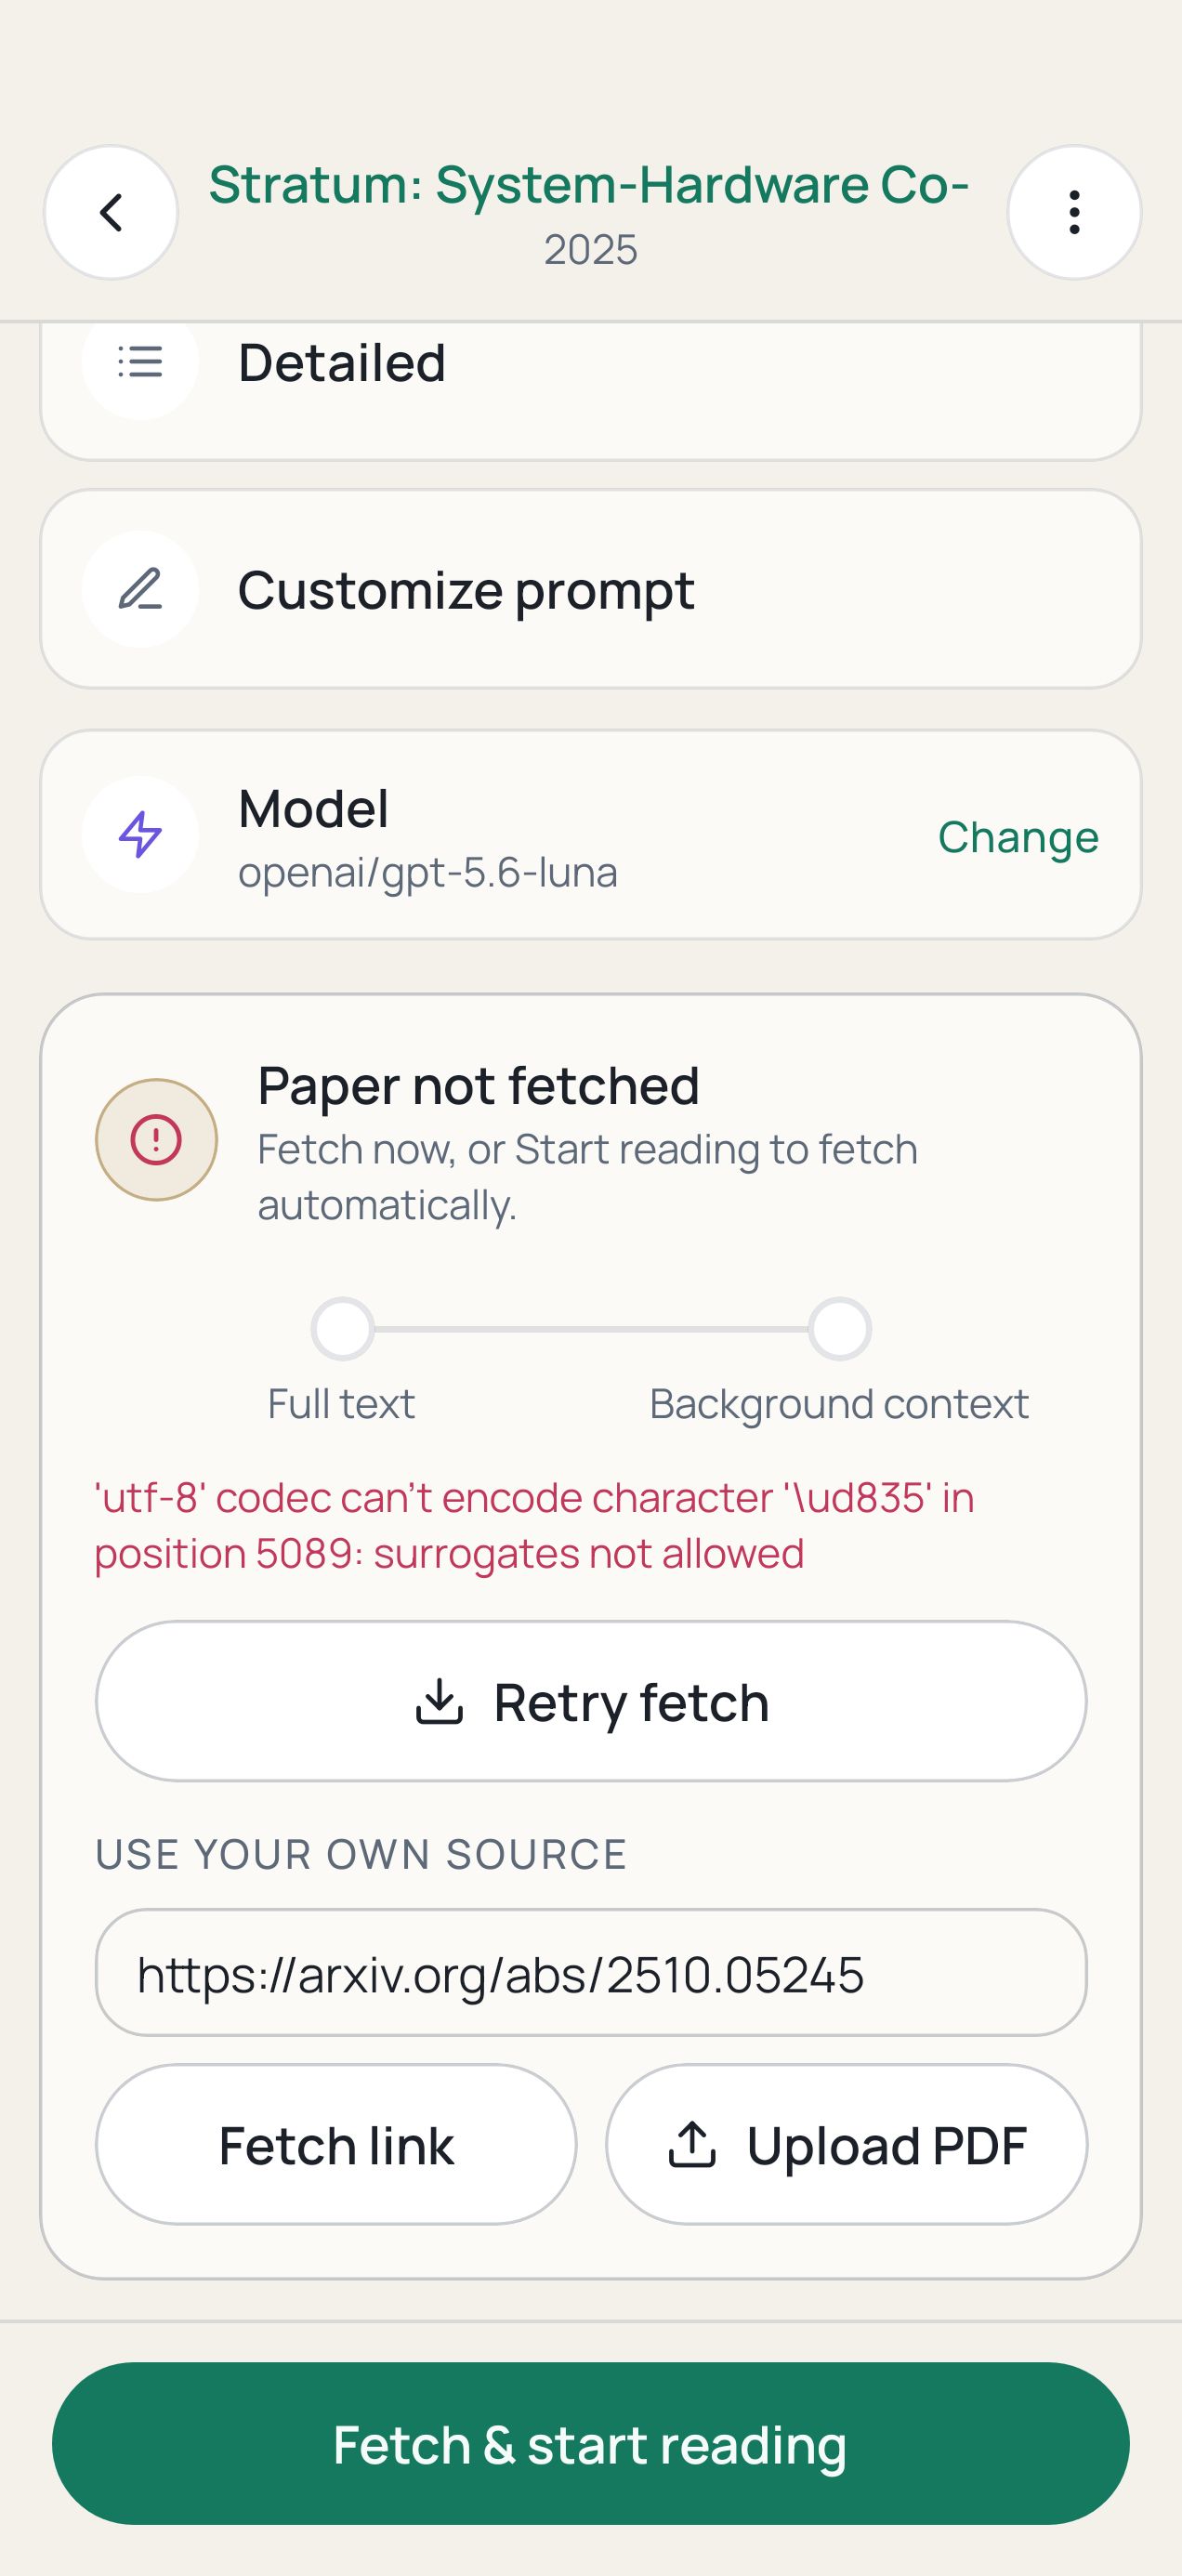 Stratum: System-Hardware Co-
2025
Detailed
Customize prompt
Model
openai/gpt-5.6-luna
Change
Paper not fetched
Fetch now, or Start reading to fetch
automatically.
Full text
Background context
'utf-8' codec can't encode character '\ud835' in
position 5089: surrogates not allowed
Retry fetch
USE YOUR OWN SOURCE
https://arxiv.org/abs/2510.05245
Fetch link
Upload PDF
Fetch & start reading